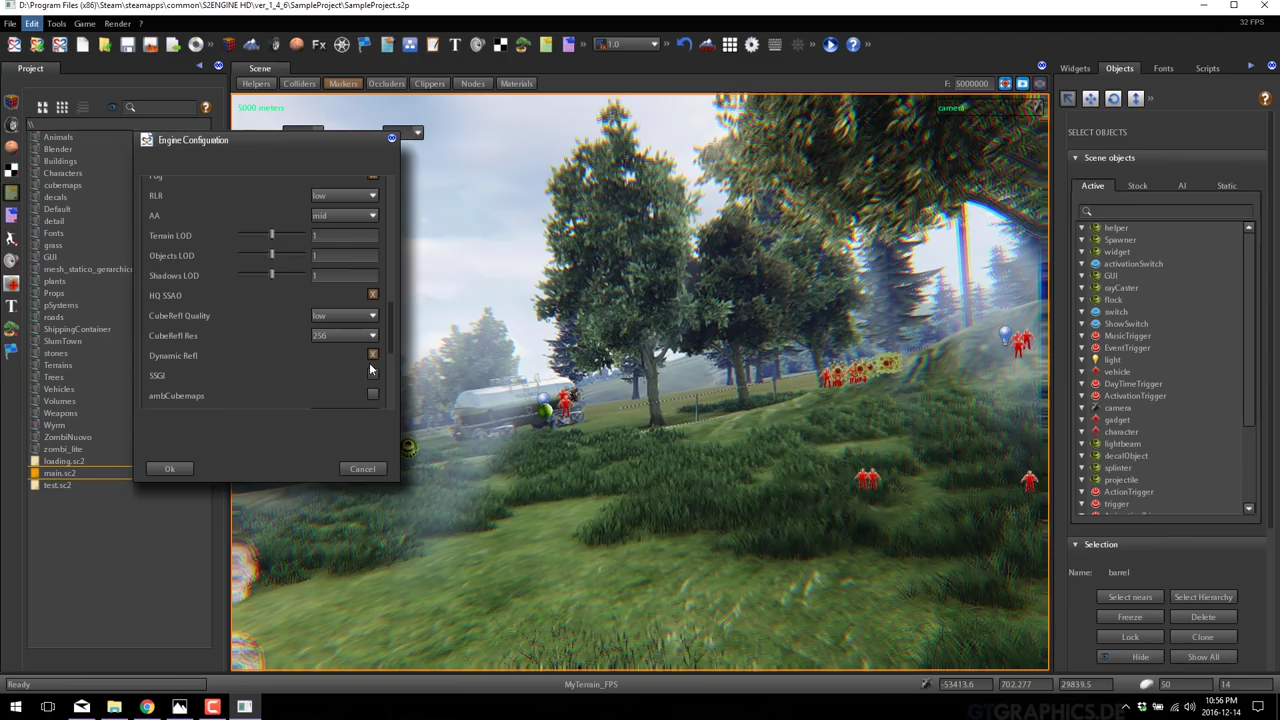 D:\Program Files (x86)\Steam\steamapps\common\S2ENGINE HD\ver_1_4_6\SampleProject\SampleProject.s2p
File Edit Tools Game Render ?
32 FPS
Fx
T
1.0
Project
Scene
Widgets Objects Fonts Scripts
Helpers Colliders Markers Occluders Clippers Nodes Materials
F: 5000000
5000 meters
camera
\\
Animals
Blender
Buildings
Characters
cubemaps
decals
Default
detail
Fonts
grass
GUI
mesh_statico_gerarchico
plants
Props
pSystems
roads
ShippingContainer
SlumTown
stones
Terrains
Trees
Vehicles
Volumes
Weapons
Wyrm
ZombiNuovo
zombi_lite
loading.sc2
main.sc2
test.sc2
Engine Configuration
Fog
RLR low
AA mid
Terrain LOD 1
Objects LOD 1
Shadows LOD 1
HQ SSAO X
CubeRefl Quality low
CubeRefl Res 256
Dynamic Refl X
SSGI
ambCubemaps
Ok Cancel
SELECT OBJECTS
Scene objects
Active Stock AI Static
helper
Spawner
widget
activationSwitch
GUI
rayCaster
flock
switch
ShowSwitch
MusicTrigger
EventTrigger
light
vehicle
DayTimeTrigger
ActivationTrigger
camera
gadget
character
lightbeam
decalObject
splinter
projectile
ActionTrigger
trigger
Selection
Name: barrel
Select nears Select Hierarchy
Freeze Delete
Lock Clone
Hide Show All
Ready
MyTerrain_FPS
-53413.6 702.277 29839.5 50 14
10:56 PM
2016-12-14
GTGRAPHICS.DE